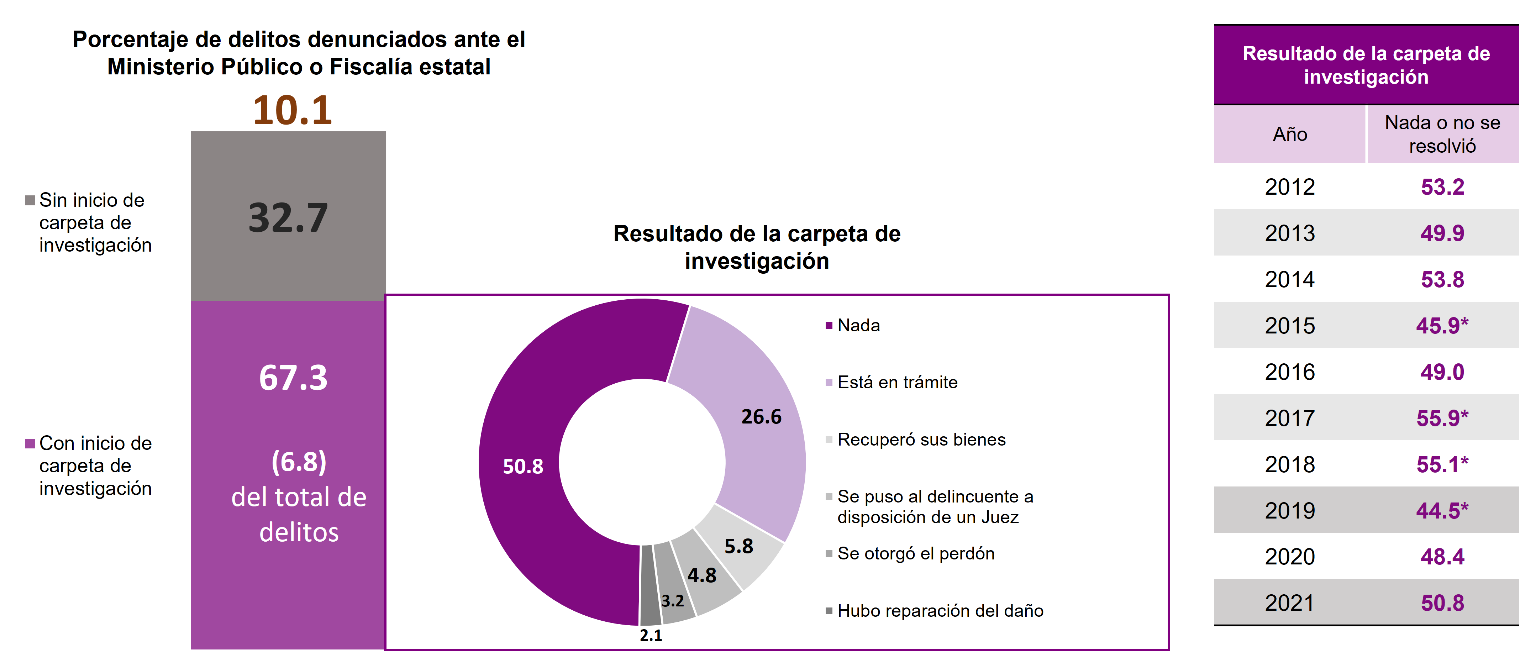 Porcentaje de delitos denunciados ante el
Ministerio Público o Fiscalía estatal
10.1
Sin inicio de
carpeta de
investigación
32.7
Con inicio de
carpeta de
investigación
67.3
(6.8)
del total de
delitos
Resultado de la carpeta de
investigación
50.8
26.6
5.8
4.8
3.2
2.1
Nada
Está en trámite
Recuperó sus bienes
Se puso al delincuente a
disposición de un Juez
Se otorgó el perdón
Hubo reparación del daño
Resultado de la carpeta de
investigación
Año
Nada o no se
resolvió
2012 53.2
2013 49.9
2014 53.8
2015 45.9*
2016 49.0
2017 55.9*
2018 55.1*
2019 44.5*
2020 48.4
2021 50.8